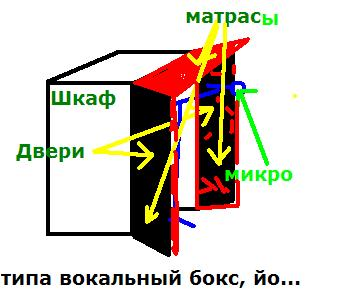 матрасы
Шкаф
Двери
микро
типа вокальный бокс, йо...